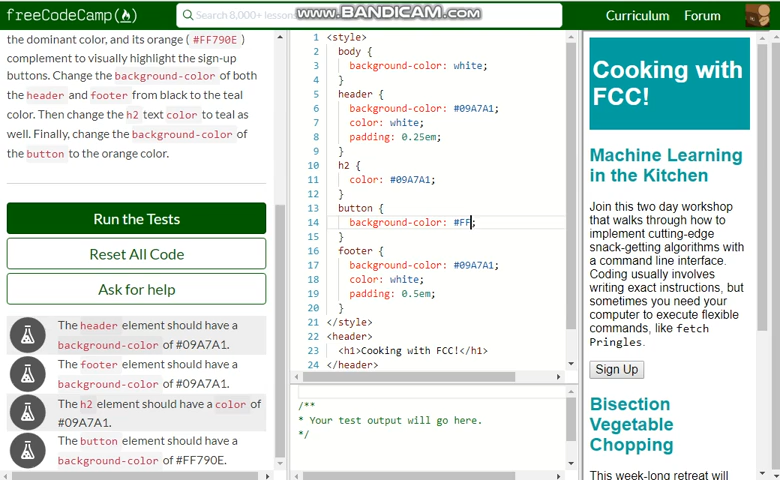 freeCodeCamp
Search 8,000+ lessons
www.BANDICAM.com
Curriculum
Forum
the dominant color, and its orange ( #FF790E )
complement to visually highlight the sign-up
buttons. Change the background-color of both
the header and footer from black to the teal
color. Then change the h2 text color to teal as
well. Finally, change the background-color of
the button to the orange color.
Run the Tests
Reset All Code
Ask for help
The header element should have a
background-color of #09A7A1.
The footer element should have a
background-color of #09A7A1.
The h2 element should have a color of
#09A7A1.
The button element should have a
background-color of #FF790E.
1 <style>
2 body {
3 background-color: white;
4 }
5 header {
6 background-color: #09A7A1;
7 color: white;
8 padding: 0.25em;
9 }
10 h2 {
11 color: #09A7A1;
12 }
13 button {
14 background-color: #FF;
15 }
16 footer {
17 background-color: #09A7A1;
18 color: white;
19 padding: 0.5em;
20 }
21 </style>
22 <header>
23 <h1>Cooking with FCC!</h1>
24 </header>
/**
* Your test output will go here.
*/
Cooking with
FCC!
Machine Learning
in the Kitchen
Join this two day workshop
that walks through how to
implement cutting-edge
snack-getting algorithms with
a command line interface.
Coding usually involves
writing exact instructions, but
sometimes you need your
computer to execute flexible
commands, like fetch
Pringles.
Sign Up
Bisection
Vegetable
Chopping
This week-long retreat will